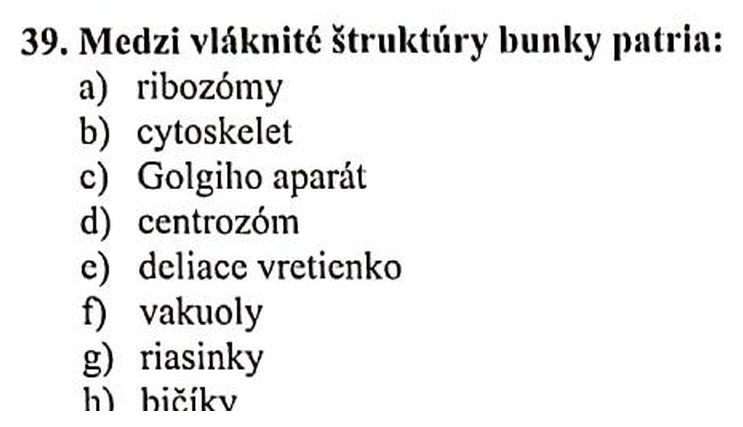 39. Medzi vláknité štruktúry bunky patria:
a) ribozómy
b) cytoskelet
c) Golgiho aparát
d) centrozóm
e) deliace vretienko
f) vakuoly
g) riasinky
h) bičíky